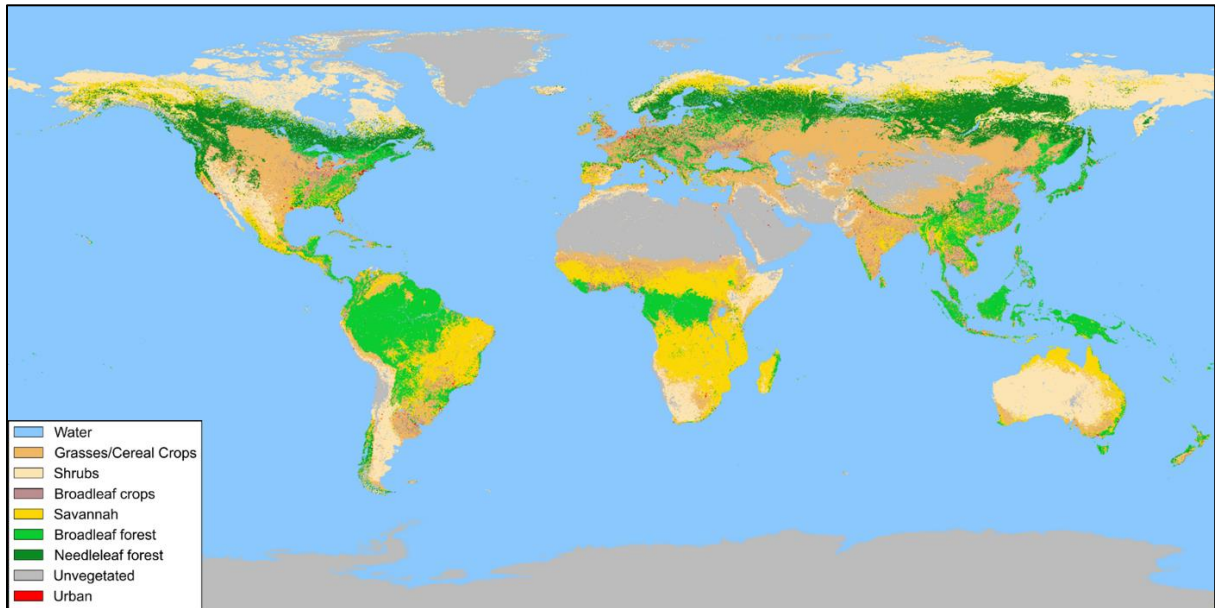 Water
Grasses/Cereal Crops
Shrubs
Broadleaf crops
Savannah
Broadleaf forest
Needleleaf forest
Unvegetated
Urban